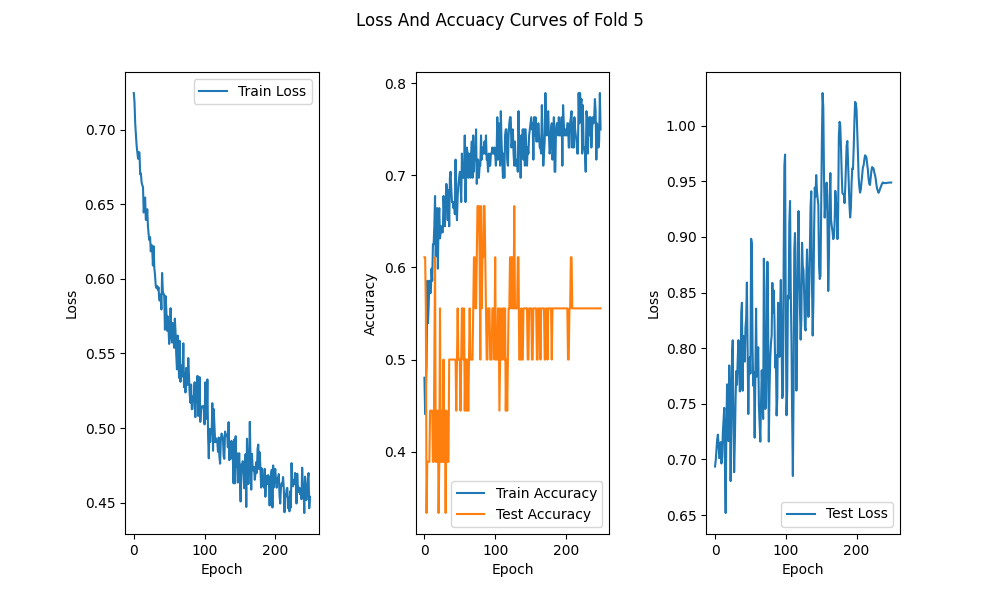 Loss And Accuacy Curves of Fold 5
Loss
0.70
0.65
0.60
0.55
0.50
0.45
0 100 200
Epoch
Train Loss
Accuracy
0.8
0.7
0.6
0.5
0.4
0 100 200
Epoch
Train Accuracy
Test Accuracy
Loss
1.00
0.95
0.90
0.85
0.80
0.75
0.70
0.65
0 100 200
Epoch
Test Loss